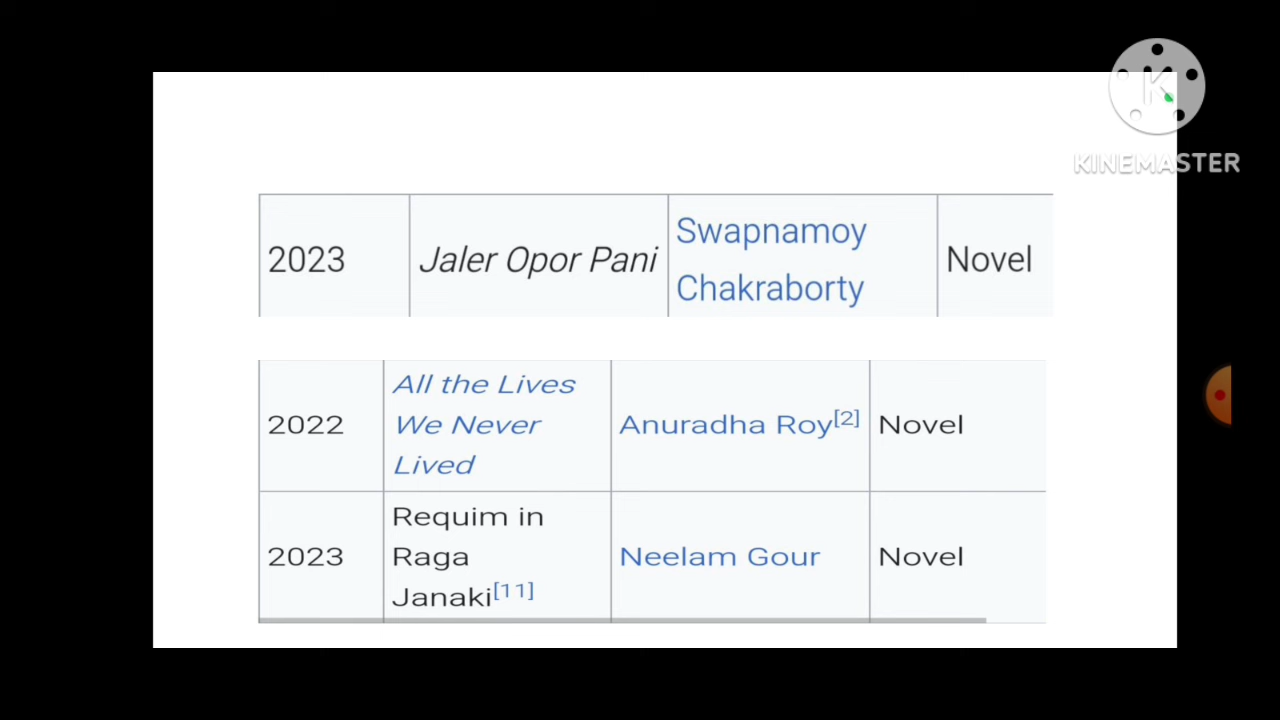 KINEMASTER
2023 Jaler Opor Pani Swapnamoy Chakraborty Novel
2022 All the Lives We Never Lived Anuradha Roy[2] Novel
2023 Requim in Raga Janaki[11] Neelam Gour Novel